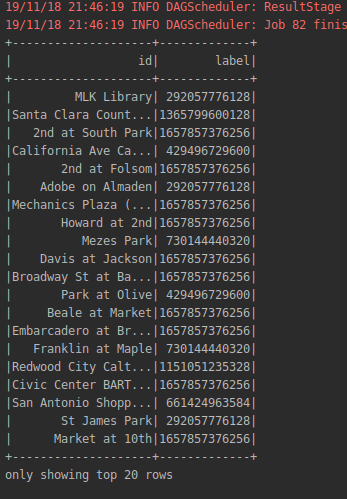 19/11/18 21:46:19 INFO DAGScheduler: ResultStage
19/11/18 21:46:19 INFO DAGScheduler: Job 82 finis
+--------------------+-------------+
|                  id|        label|
+--------------------+-------------+
|         MLK Library| 292057776128|
|Santa Clara Count...|1365799600128|
|   2nd at South Park|1657857376256|
|California Ave Ca...| 429496729600|
|       2nd at Folsom|1657857376256|
|    Adobe on Almaden| 292057776128|
|Mechanics Plaza (...|1657857376256|
|       Howard at 2nd|1657857376256|
|          Mezes Park| 730144440320|
|    Davis at Jackson|1657857376256|
|Broadway St at Ba...|1657857376256|
|       Park at Olive| 429496729600|
|     Beale at Market|1657857376256|
|Embarcadero at Br...|1657857376256|
|   Franklin at Maple| 730144440320|
|Redwood City Calt...|1151051235328|
|Civic Center BART...|1657857376256|
|San Antonio Shopp...| 661424963584|
|       St James Park| 292057776128|
|      Market at 10th|1657857376256|
+--------------------+-------------+
only showing top 20 rows